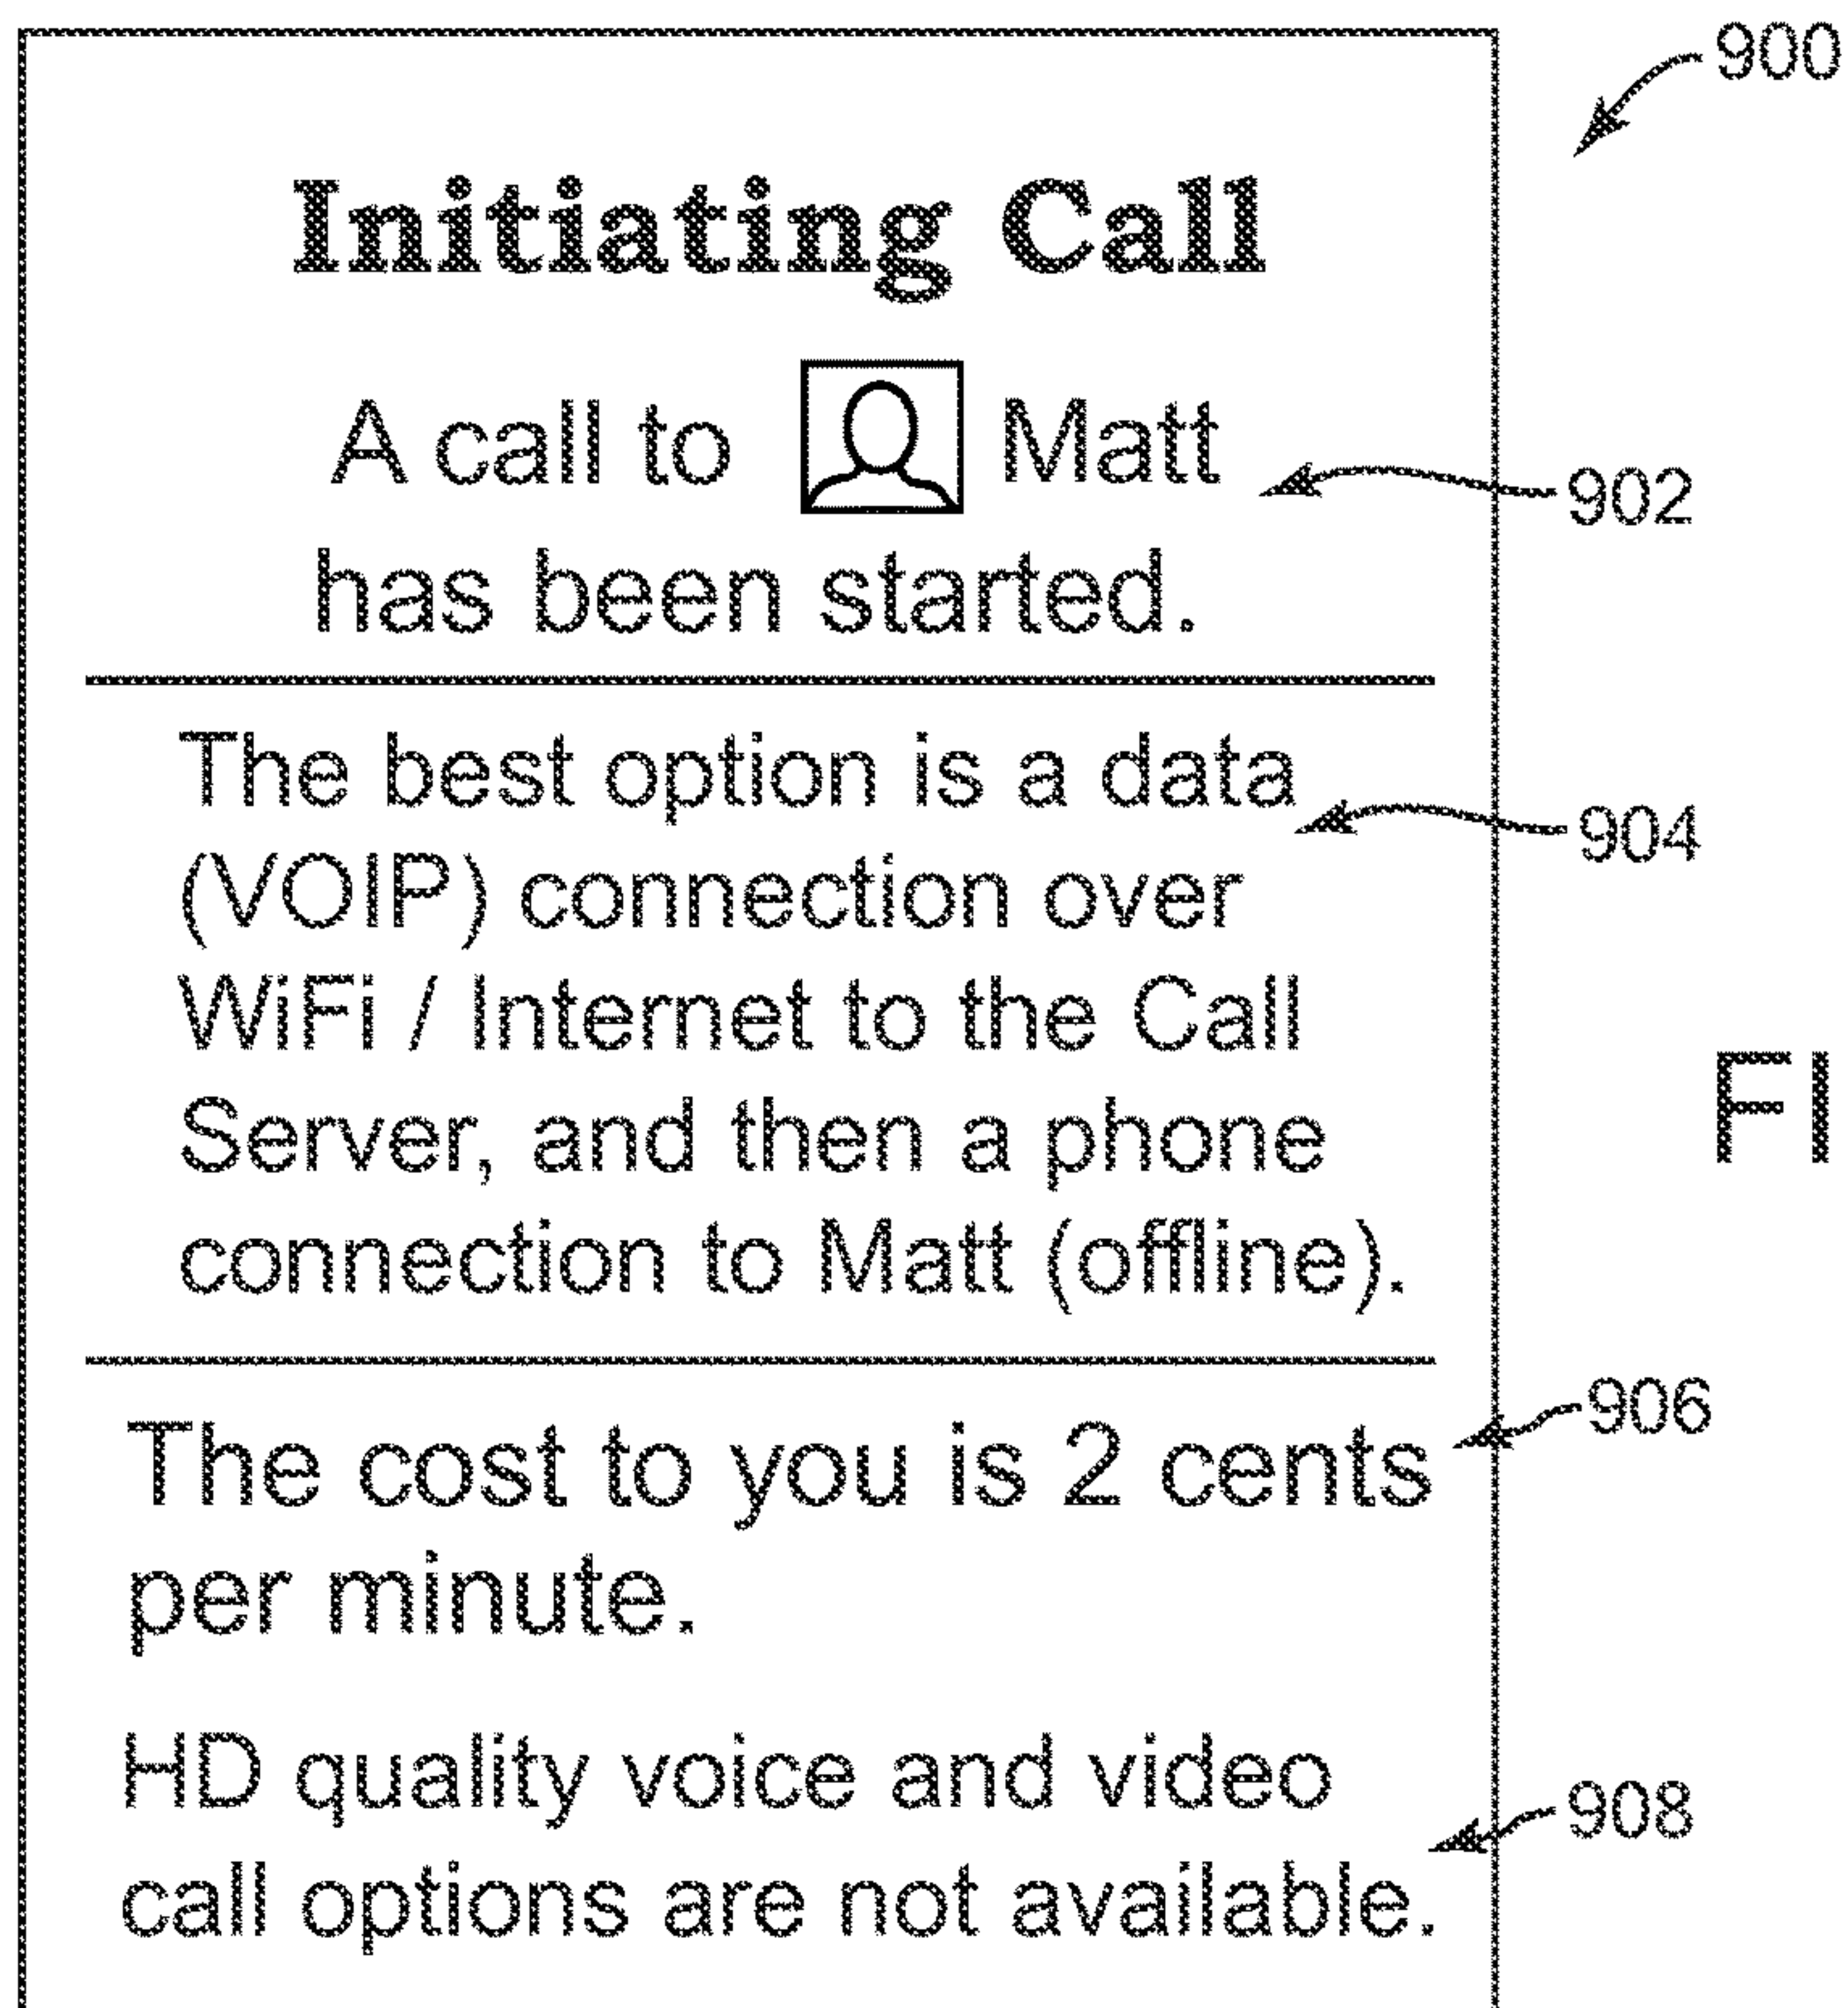 900
Initiating Call
A call to Matt
902
has been started.
The best option is a data
904
(VOIP) connection over
WiFi / Internet to the Call
Server, and then a phone
FI
connection to Matt (offline).
906
The cost to you is 2 cents
per minute.
HD quality voice and video
908
call options are not available.